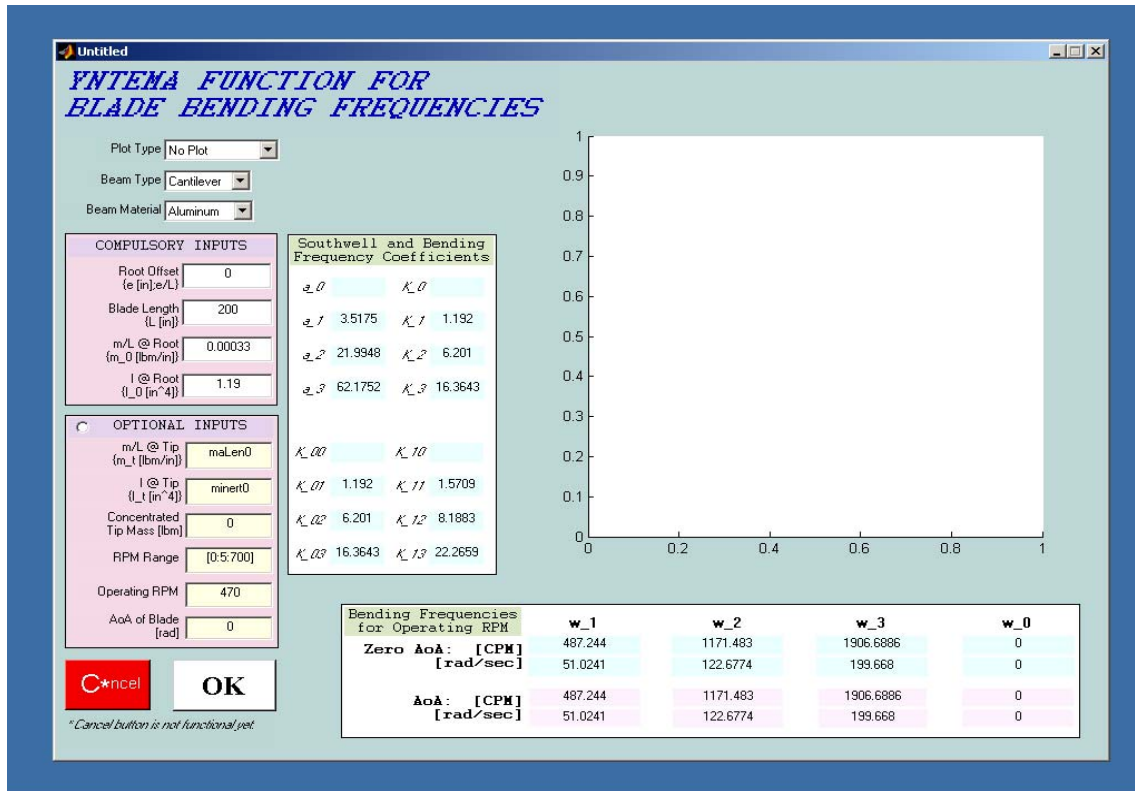 Untitled
YNTEMA FUNCTION FOR
BLADE BENDING FREQUENCIES
Plot Type No Plot
Beam Type Cantilever
Beam Material Aluminum
COMPULSORY INPUTS
Root Offset
{e [in];e/L} 0
Blade Length
{L [in]} 200
m/L @ Root
{m_0 [lbm/in]} 0.00033
I @ Root
{I_0 [in^4]} 1.19
OPTIONAL INPUTS
m/L @ Tip
{m_t [lbm/in]} maLen0
I @ Tip
{I_t [in^4]} minert0
Concentrated
Tip Mass [lbm] 0
RPM Range [0:5:700]
Operating RPM 470
AoA of Blade
[rad] 0
C*ncel OK
* Cancel button is not functional yet.
Southwell and Bending
Frequency Coefficients
a_0 K_0
a_1 3.5175 K_1 1.192
a_2 21.9948 K_2 6.201
a_3 62.1752 K_3 16.3643
K_00 K_10
K_01 1.192 K_11 1.5709
K_02 6.201 K_12 8.1883
K_03 16.3643 K_13 22.2659
1
0.9
0.8
0.7
0.6
0.5
0.4
0.3
0.2
0.1
0
0 0.2 0.4 0.6 0.8 1
Bending Frequencies
for Operating RPM w_1 w_2 w_3 w_0
Zero AoA: [CPM] 487.244 1171.483 1906.6886 0
[rad/sec] 51.0241 122.6774 199.668 0
AoA: [CPM] 487.244 1171.483 1906.6886 0
[rad/sec] 51.0241 122.6774 199.668 0